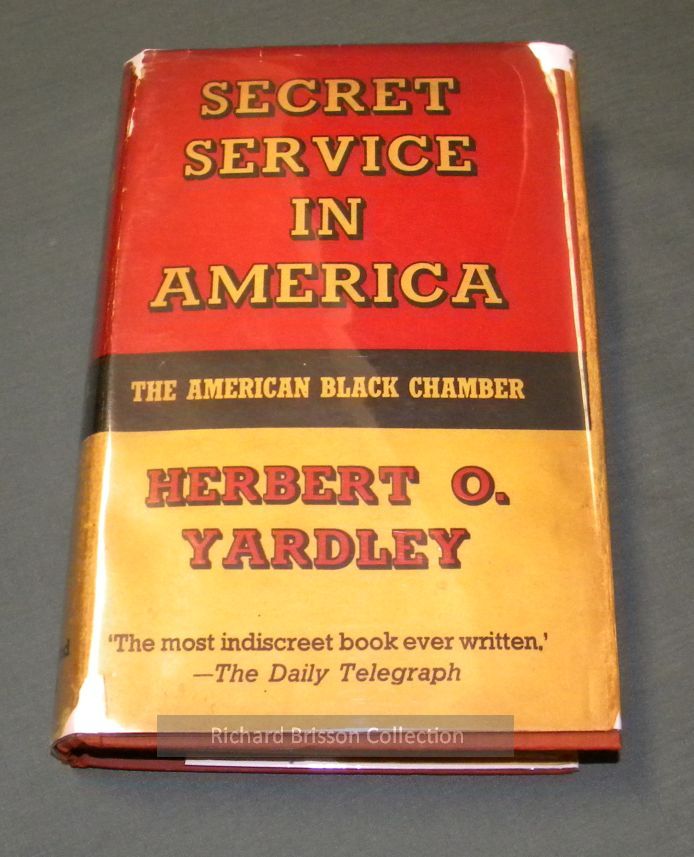 SECRET
SERVICE
IN
AMERICA
THE AMERICAN BLACK CHAMBER
HERBERT O.
YARDLEY
'The most indiscreet book ever written.'
—The Daily Telegraph
Richard Brisson Collection